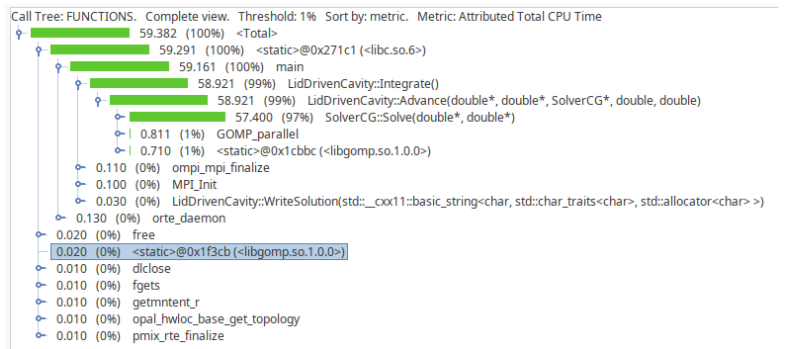 Call Tree: FUNCTIONS. Complete view. Threshold: 1% Sort by: metric. Metric: Attributed Total CPU Time
59.382 (100%) <Total>
59.291 (100%) <static>@0x271c1 (<libc.so.6>)
59.161 (100%) main
58.921 (99%) LidDrivenCavity::Integrate()
58.921 (99%) LidDrivenCavity::Advance(double*, double*, SolverCG*, double, double)
57.400 (97%) SolverCG::Solve(double*, double*)
0.811 (1%) GOMP_parallel
0.710 (1%) <static>@0x1cbbc (<libgomp.so.1.0.0>)
0.110 (0%) ompi_mpi_finalize
0.100 (0%) MPI_Init
0.030 (0%) LidDrivenCavity::WriteSolution(std::__cxx11::basic_string<char, std::char_traits<char>, std::allocator<char> >)
0.130 (0%) orte_daemon
0.020 (0%) free
0.020 (0%) <static>@0x1f3cb (<libgomp.so.1.0.0>)
0.010 (0%) dlclose
0.010 (0%) fgets
0.010 (0%) getmntent_r
0.010 (0%) opal_hwloc_base_get_topology
0.010 (0%) pmix_rte_finalize